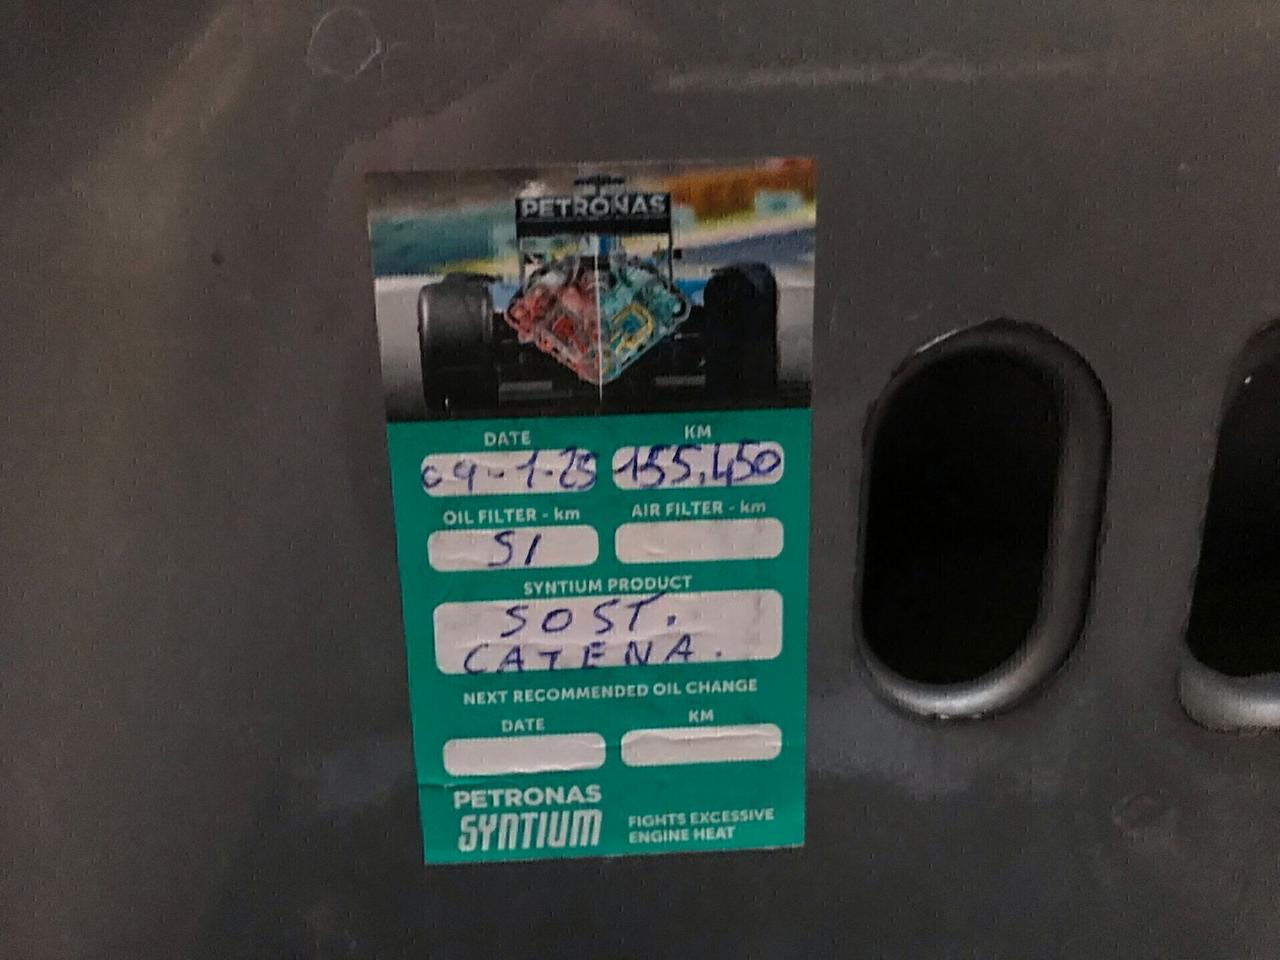 PETRONAS
DATE KM
09-1-25 155.450
OIL FILTER - km AIR FILTER - km
SI
SYNTIUM PRODUCT
SOST.
CATENA.
NEXT RECOMMENDED OIL CHANGE
DATE KM
PETRONAS
SYNTIUM
FIGHTS EXCESSIVE
ENGINE HEAT